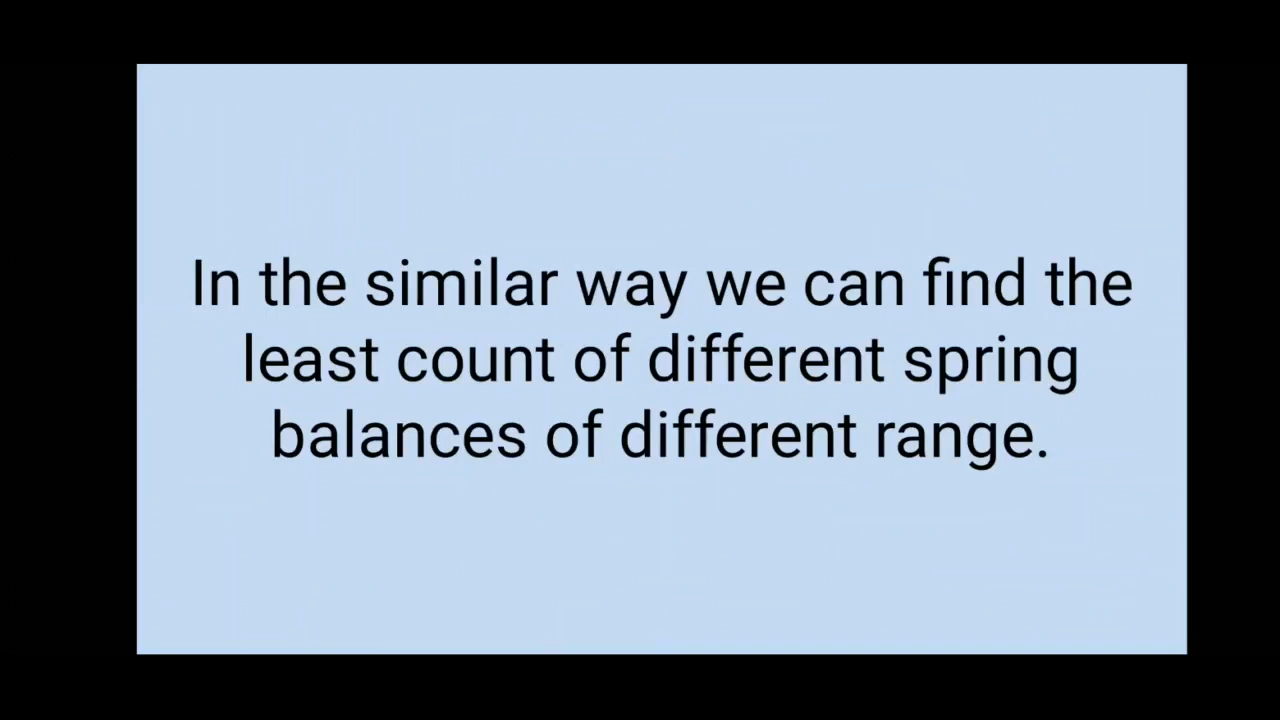 In the similar way we can find the
least count of different spring
balances of different range.